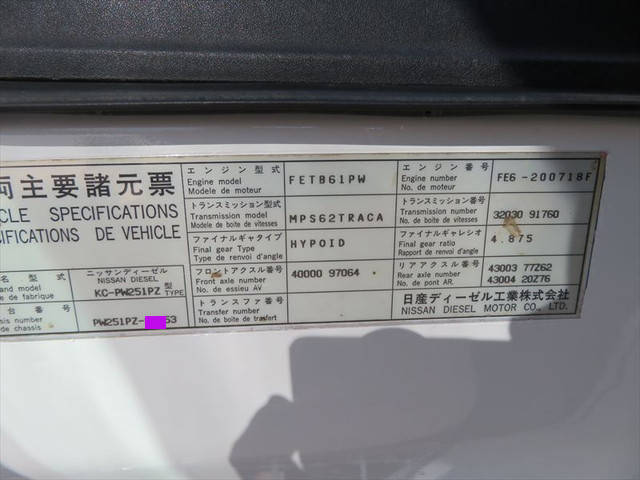 両主要諸元票
CLE SPECIFICATIONS
CIFICATIONS DE VEHICLE
名 型 式
and model
de fabrique
ニッサンディーゼル
NISSAN DIESEL
KC-PW251PZ 型 TYPE
台番号
sis number
de chassis
PW251PZ- 53
エンジン型式
Engine model
Modele de moteur
FETB61PW
エンジン番号
Engine number
No. de moteur
FE6-200718F
トランスミッション型式
Transmission model
Modele de boite de vitesses
MPS62TRACA
トランスミッション番号
Transmission number
No. de boite de vitesses
32030 91760
ファイナルギヤタイプ
Final gear Type
Type de renvoi d'angle
HYPOID
ファイナルギャレシオ
Final gear ratio
Rapport de renvoi d'angle
4.875
フロントアクスル番号
Front axle number
No. de essieu AV
40000 97064
リヤアクスル番号
Rear axle number
No. de pont AR.
43003 77Z62
43004 20Z76
トランスファ番号
Transfer number
No. de boite de trasfert
日産ディーゼル工業株式会社
NISSAN DIESEL MOTOR CO., LTD.